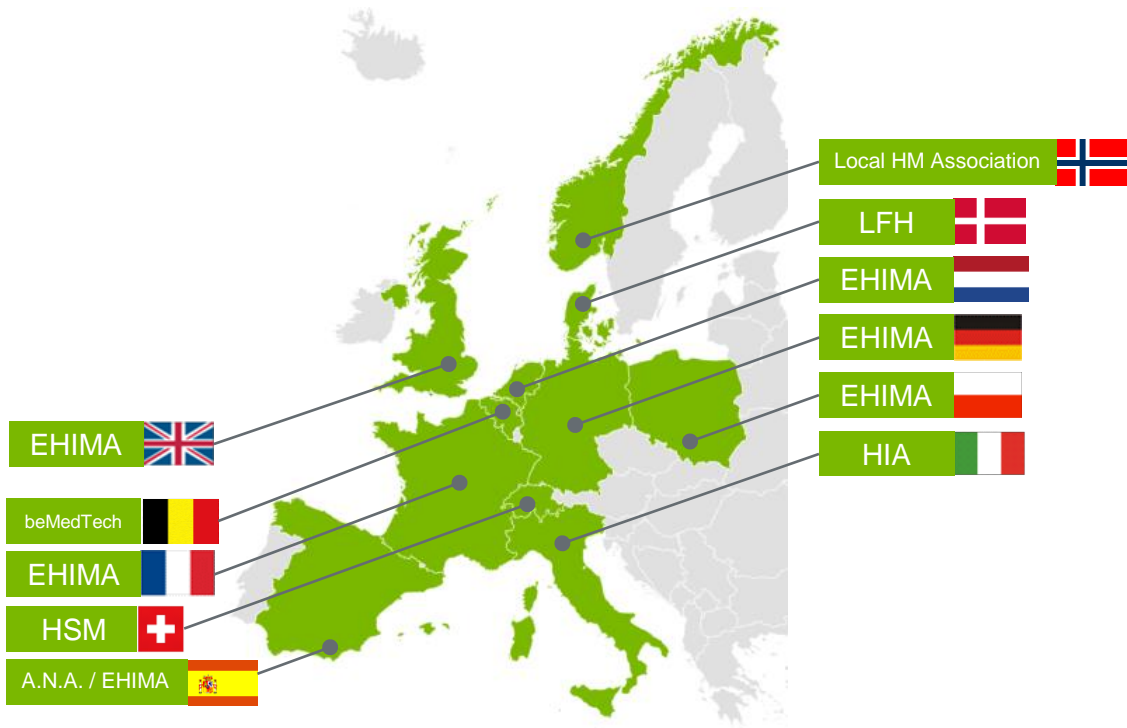 Local HM Association
LFH
EHIMA
EHIMA
EHIMA
HIA
EHIMA
beMedTech
EHIMA
HSM
A.N.A. / EHIMA